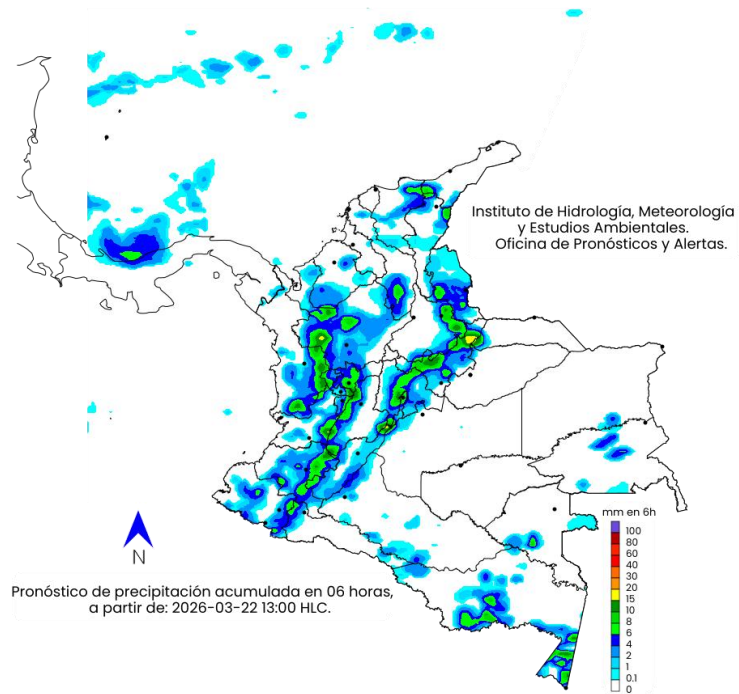 Instituto de Hidrología, Meteorología
y Estudios Ambientales.
Oficina de Pronósticos y Alertas.
N
Pronóstico de precipitación acumulada en 06 horas,
a partir de: 2026-03-22 13:00 HLC.
mm en 6h
100
80
60
40
30
20
15
10
8
6
4
2
1
0.1
0